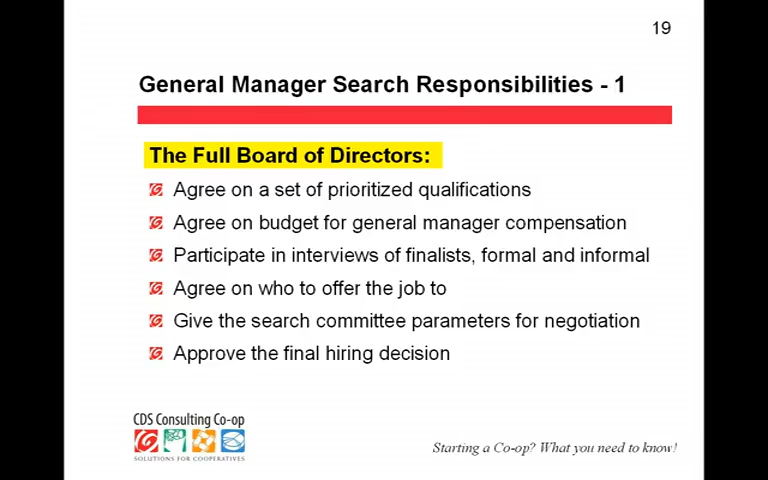 19
General Manager Search Responsibilities - 1
The Full Board of Directors:
Agree on a set of prioritized qualifications
Agree on budget for general manager compensation
Participate in interviews of finalists, formal and informal
Agree on who to offer the job to
Give the search committee parameters for negotiation
Approve the final hiring decision
CDS Consulting Co-op
SOLUTIONS FOR COOPERATIVES
Starting a Co-op? What you need to know!